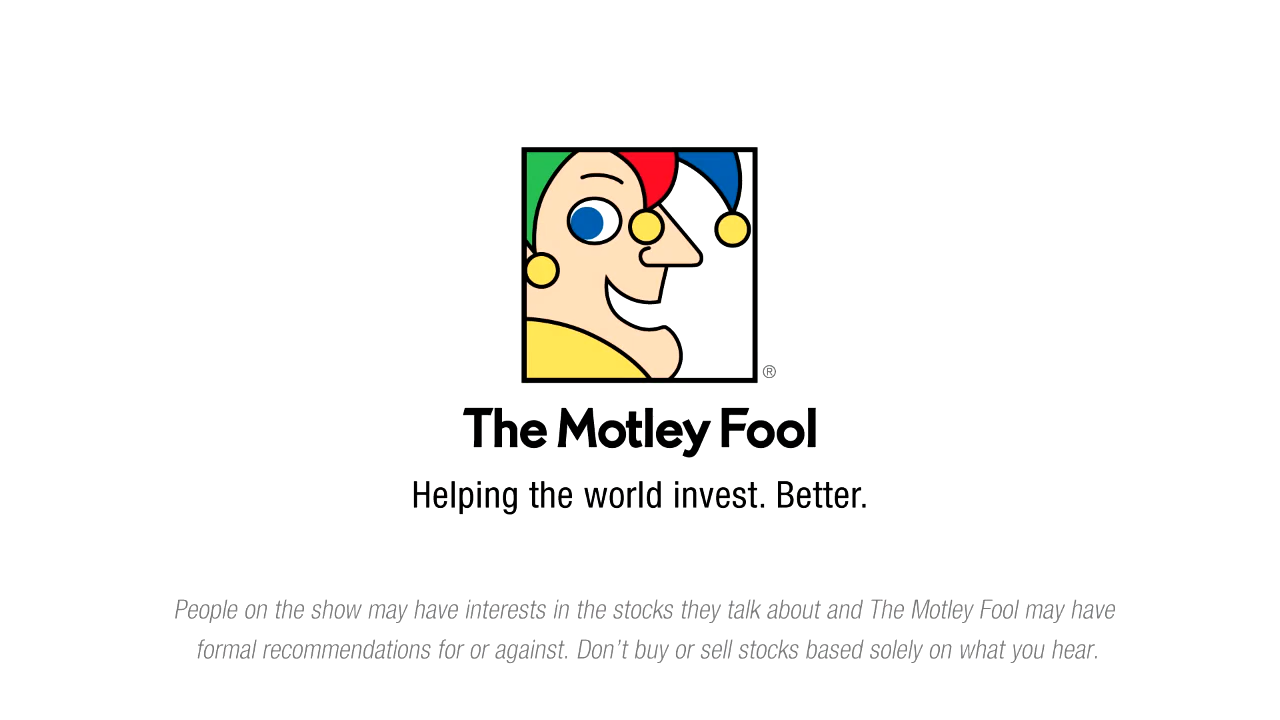 ®
The Motley Fool
Helping the world invest. Better.
People on the show may have interests in the stocks they talk about and The Motley Fool may have
formal recommendations for or against. Don't buy or sell stocks based solely on what you hear.